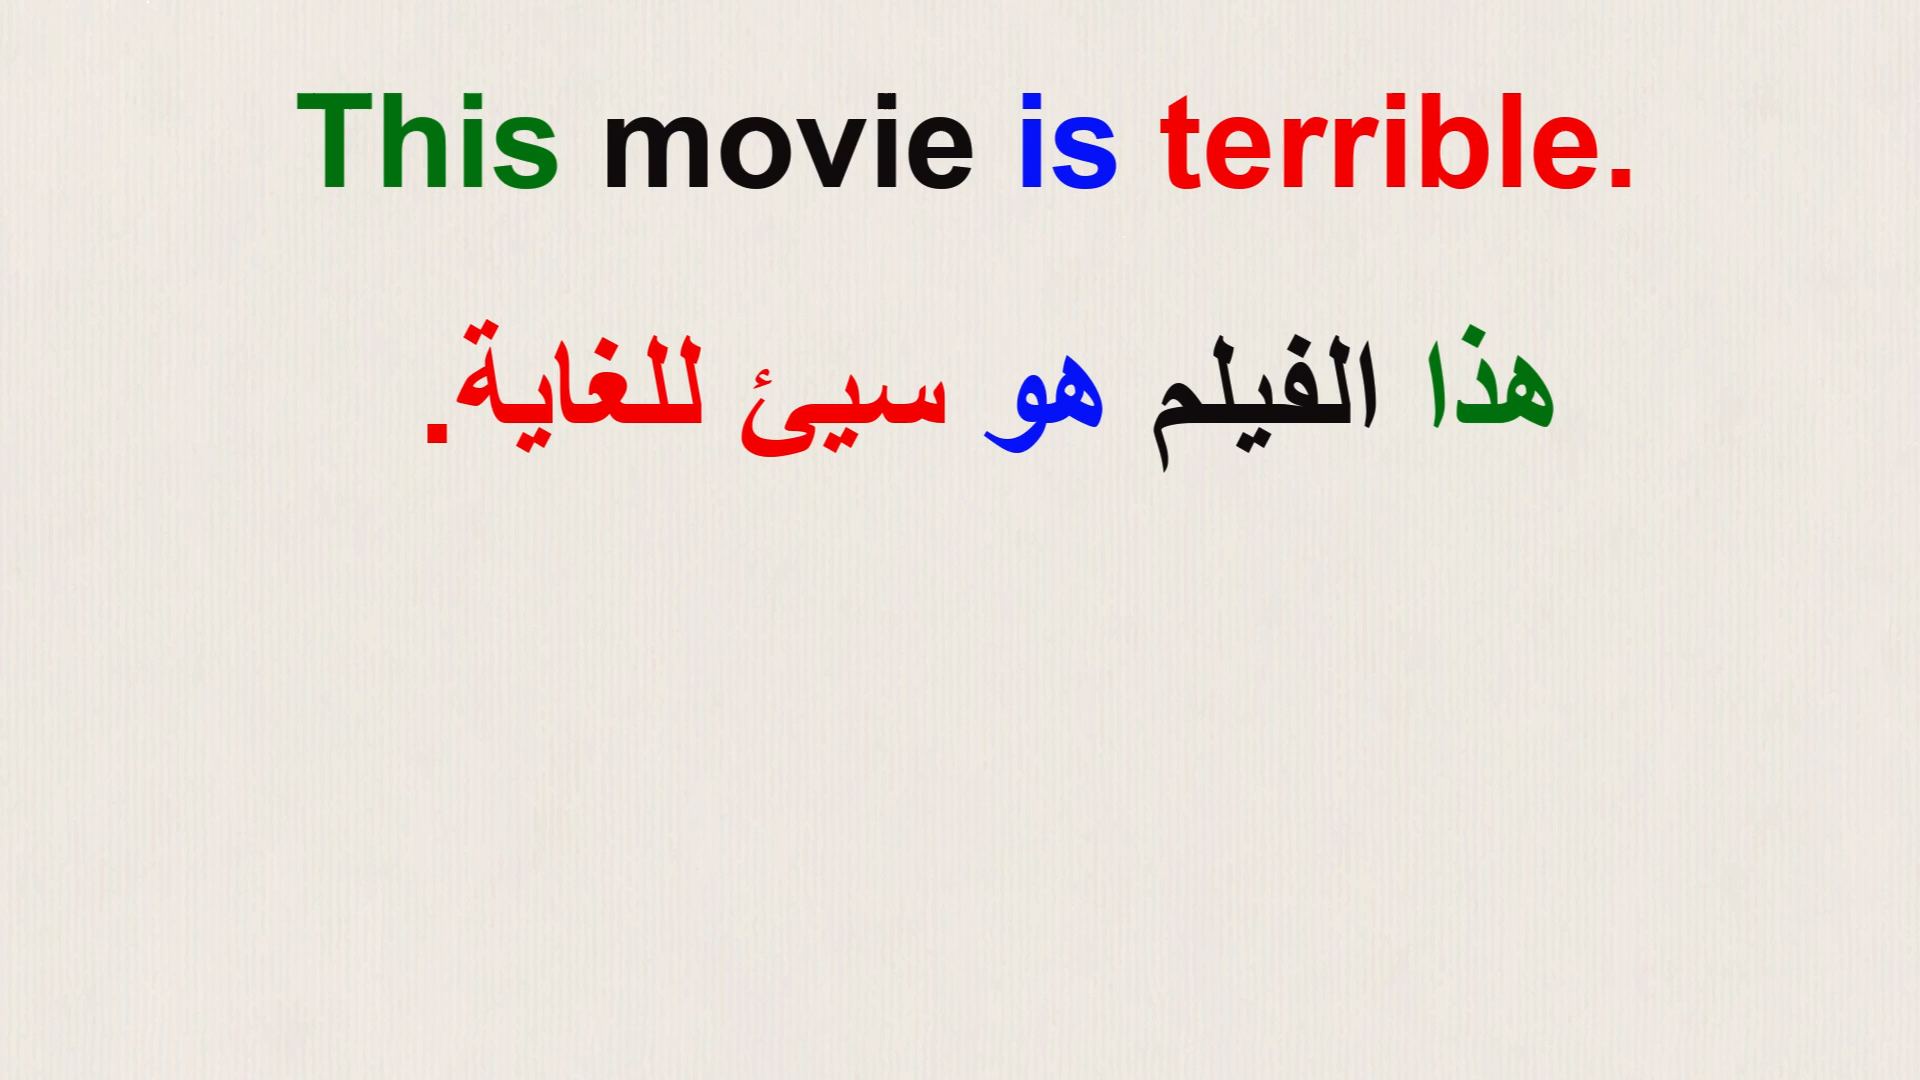 This movie is terrible.
هذا الفيلم هو سيئ للغاية.